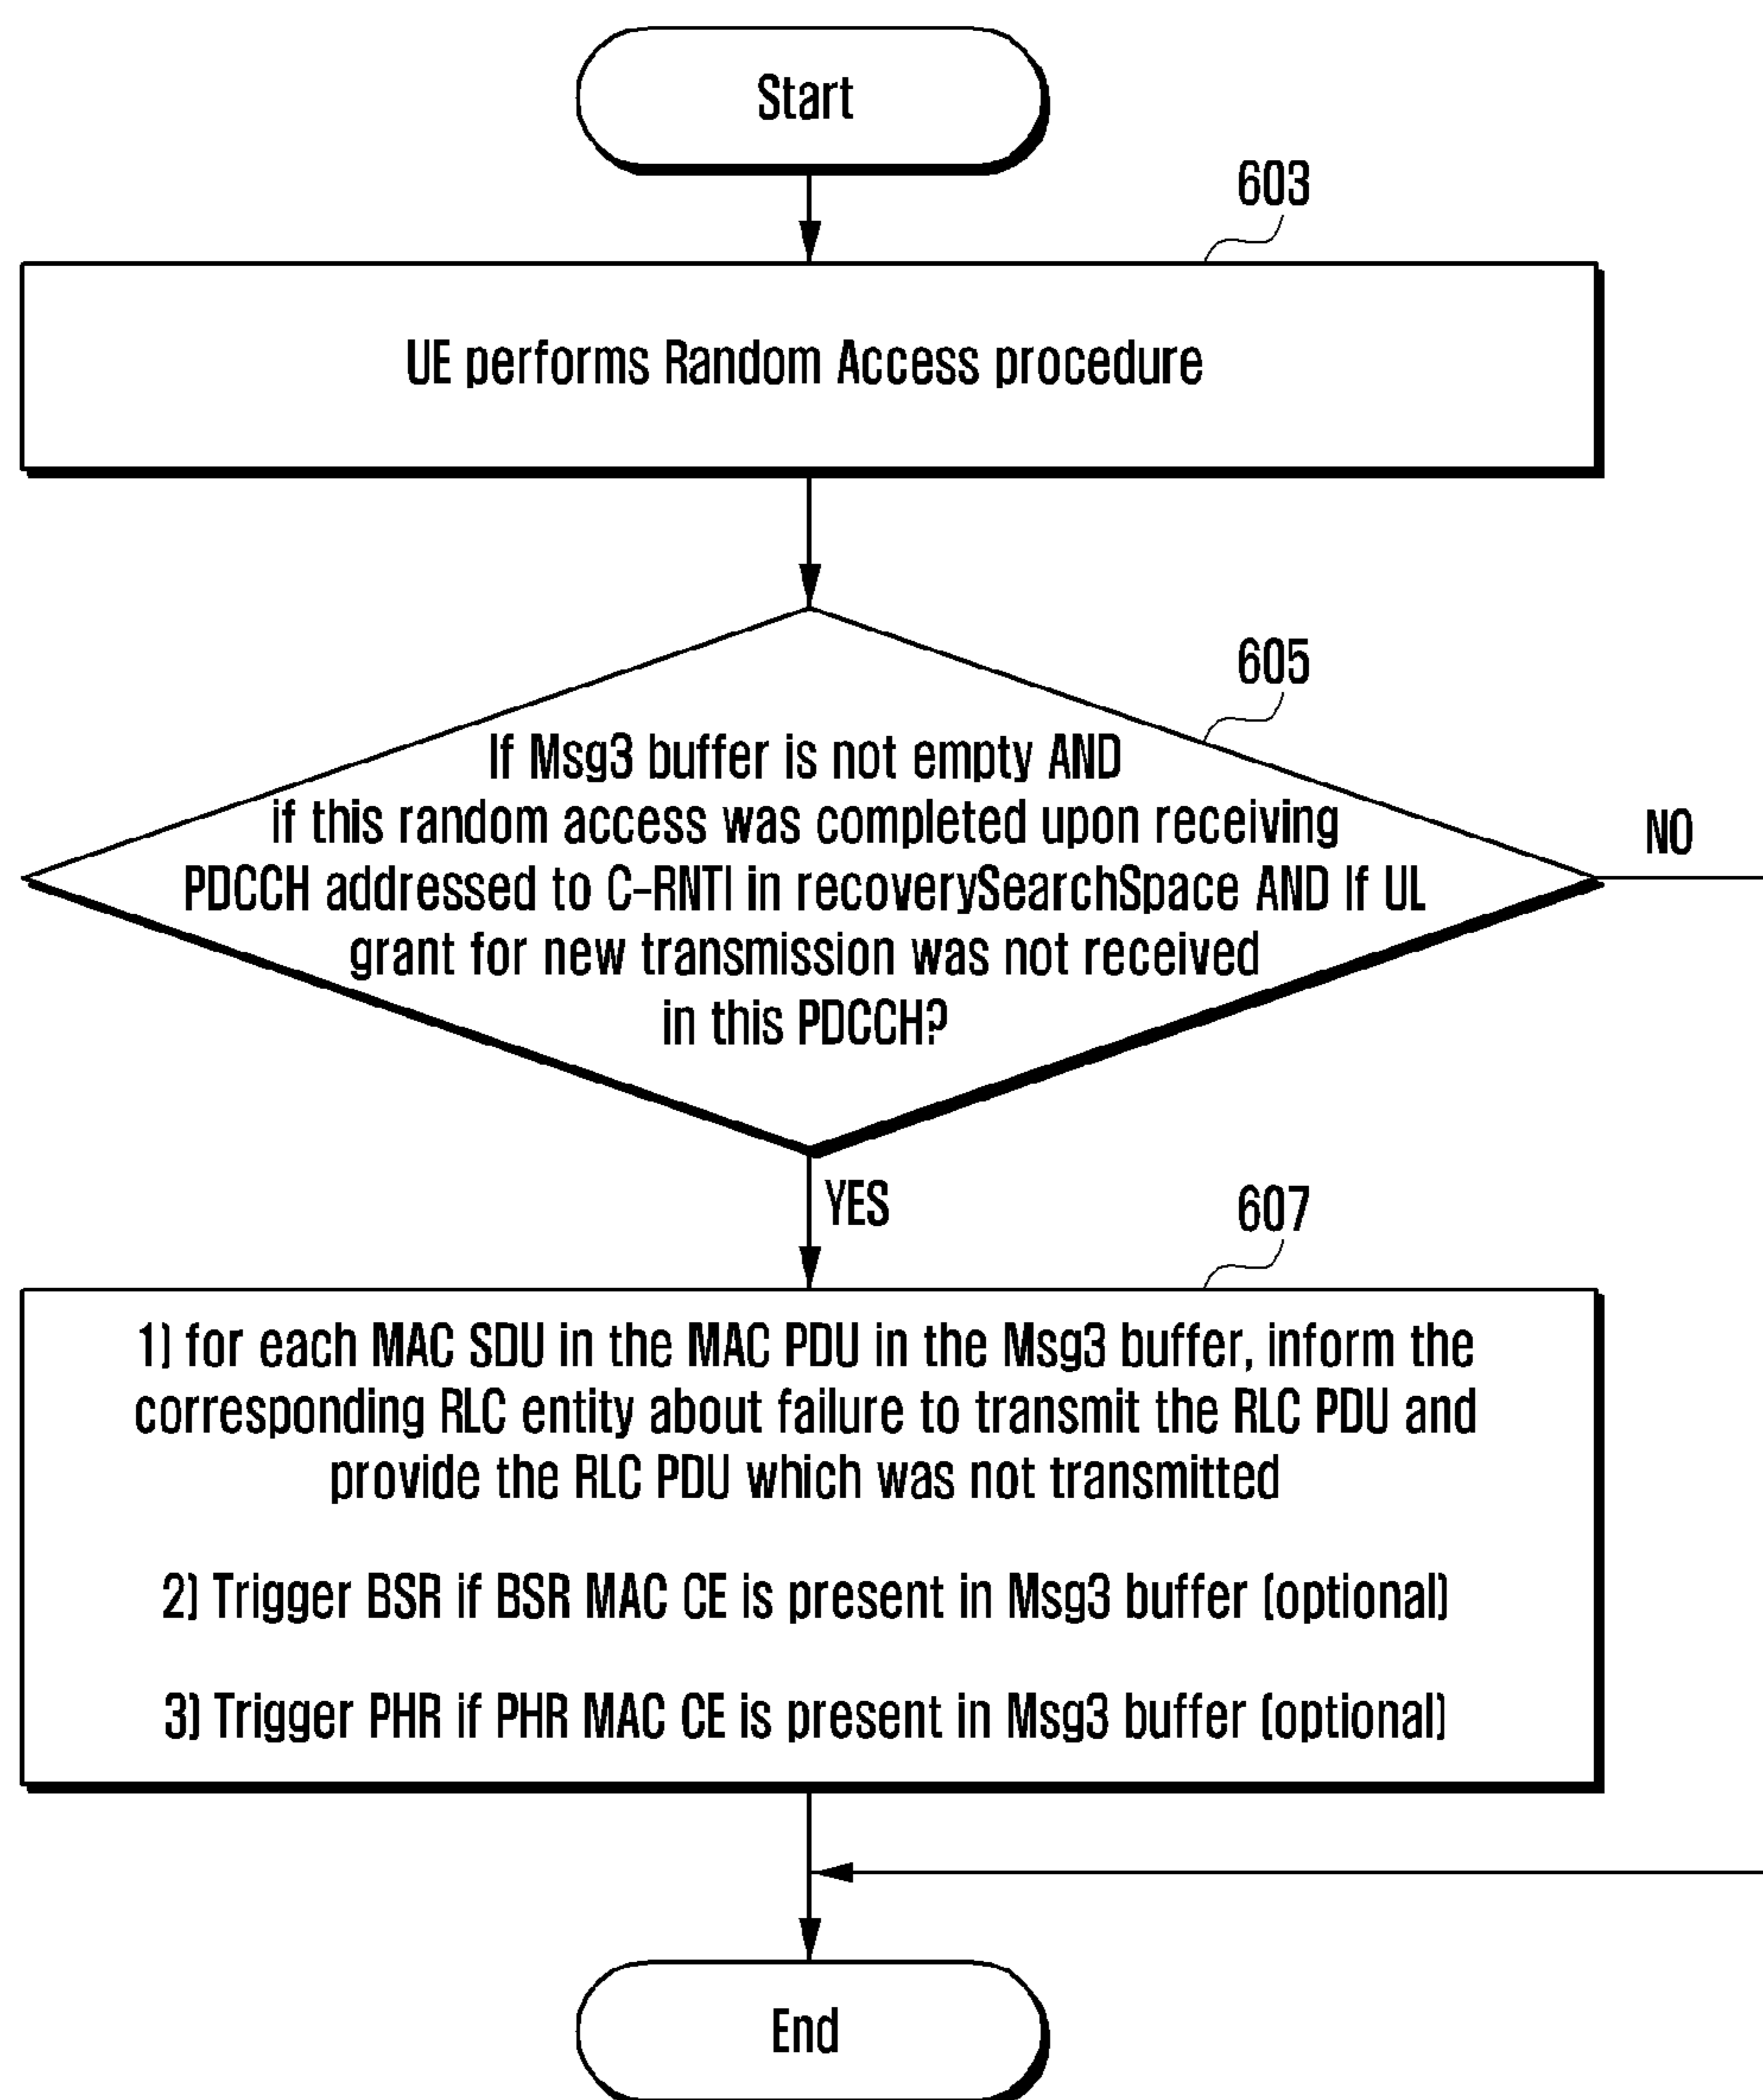 Start
603
UE performs Random Access procedure
605
If Msg3 buffer is not empty AND
if this random access was completed upon receiving
PDCCH addressed to C-RNTI in recoverySearchSpace AND If UL
grant for new transmission was not received
in this PDCCH?
NO
YES
607
1) for each MAC SDU in the MAC PDU in the Msg3 buffer, inform the
corresponding RLC entity about failure to transmit the RLC PDU and
provide the RLC PDU which was not transmitted
2) Trigger BSR if BSR MAC CE is present in Msg3 buffer (optional)
3) Trigger PHR if PHR MAC CE is present in Msg3 buffer (optional)
End